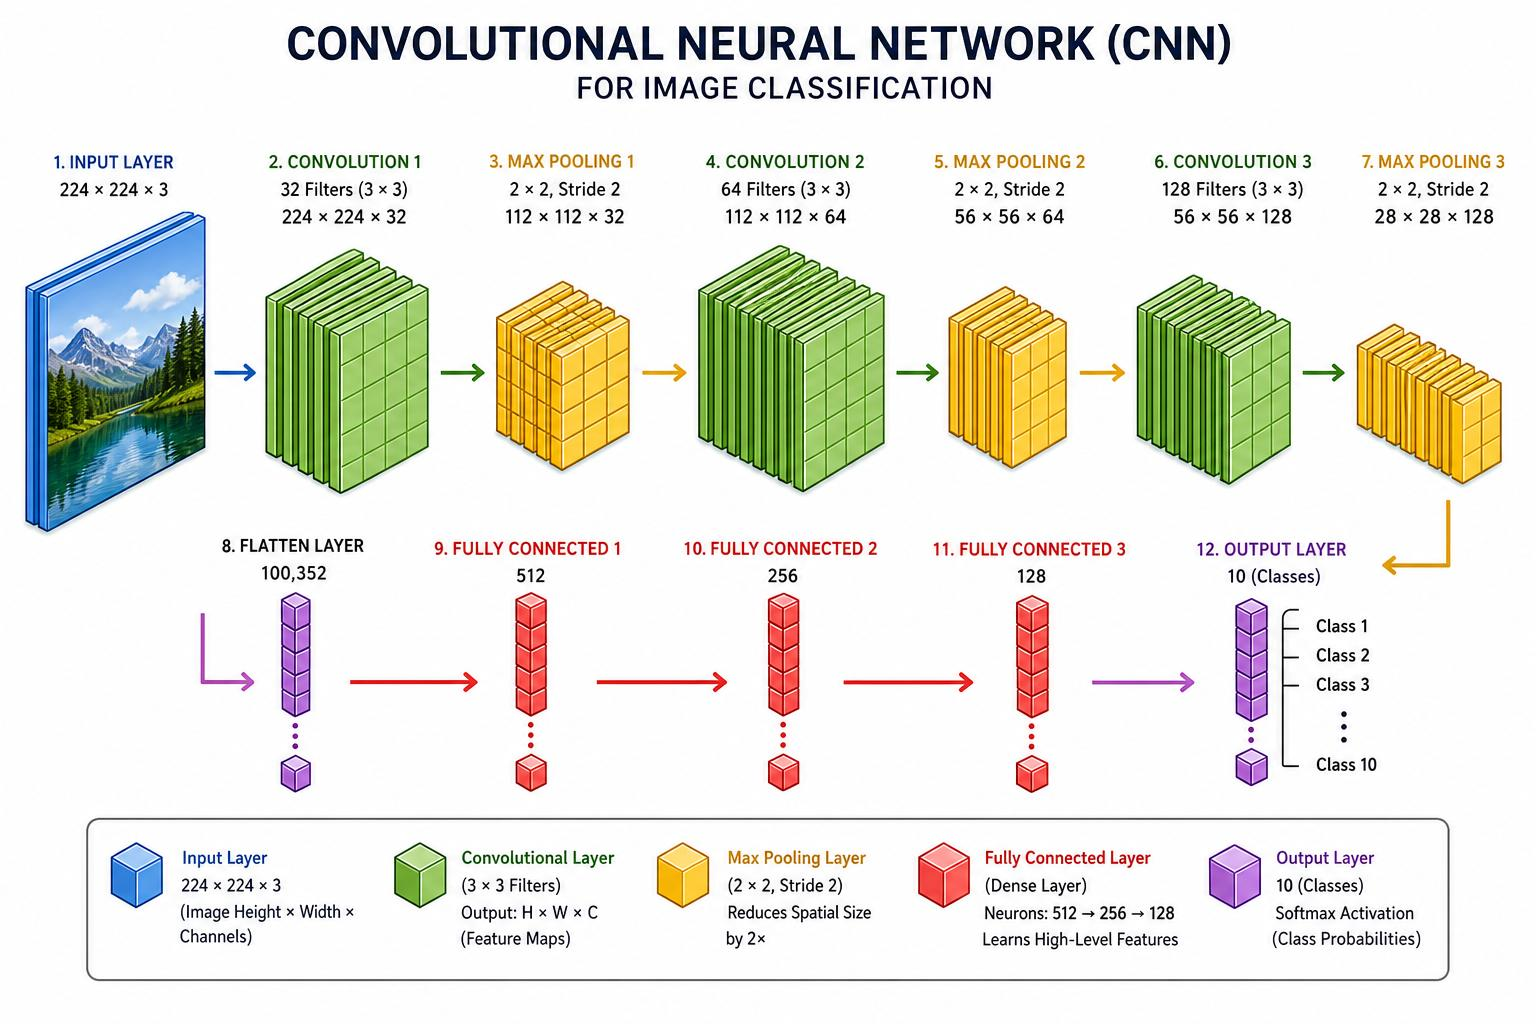 CONVOLUTIONAL NEURAL NETWORK (CNN)
FOR IMAGE CLASSIFICATION
1. INPUT LAYER
224 × 224 × 3
2. CONVOLUTION 1
32 Filters (3 × 3)
224 × 224 × 32
3. MAX POOLING 1
2 × 2, Stride 2
112 × 112 × 32
4. CONVOLUTION 2
64 Filters (3 × 3)
112 × 112 × 64
5. MAX POOLING 2
2 × 2, Stride 2
56 × 56 × 64
6. CONVOLUTION 3
128 Filters (3 × 3)
56 × 56 × 128
7. MAX POOLING 3
2 × 2, Stride 2
28 × 28 × 128
8. FLATTEN LAYER
100,352
9. FULLY CONNECTED 1
512
10. FULLY CONNECTED 2
256
11. FULLY CONNECTED 3
128
12. OUTPUT LAYER
10 (Classes)
Class 1
Class 2
Class 3
Class 10
Input Layer
224 × 224 × 3
(Image Height × Width ×
Channels)
Convolutional Layer
(3 × 3 Filters)
Output: H × W × C
(Feature Maps)
Max Pooling Layer
(2 × 2, Stride 2)
Reduces Spatial Size
by 2×
Fully Connected Layer
(Dense Layer)
Neurons: 512 → 256 → 128
Learns High-Level Features
Output Layer
10 (Classes)
Softmax Activation
(Class Probabilities)